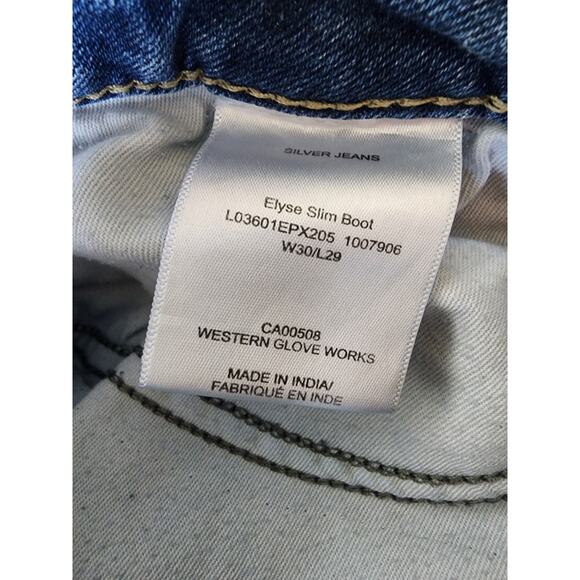 SILVER JEANS
Elyse Slim Boot
L03601EPX205 1007906
W30/L29
CA00508
WESTERN GLOVE WORKS
MADE IN INDIA/
FABRIQUÉ EN INDE